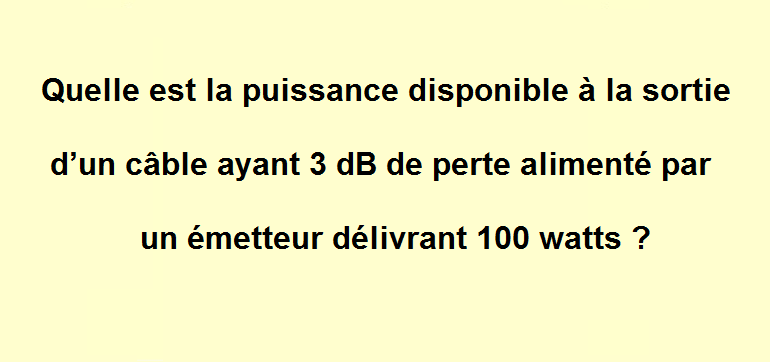 Quelle est la puissance disponible à la sortie
d’un câble ayant 3 dB de perte alimenté par
un émetteur délivrant 100 watts ?